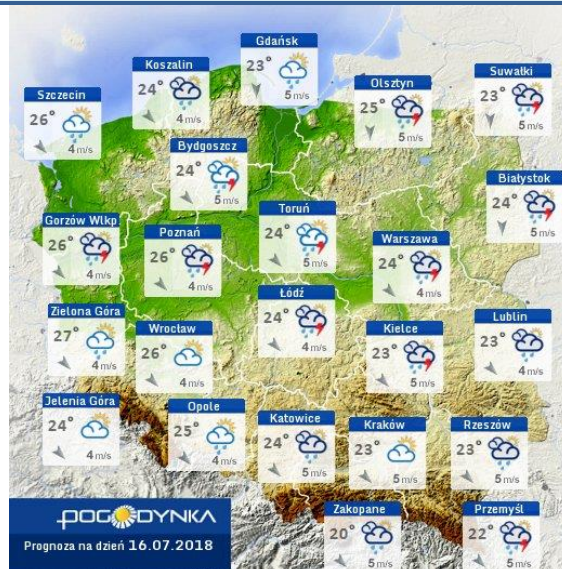 Gdańsk
23°
5 m/s
Koszalin
24°
4 m/s
Suwałki
23°
5 m/s
Olsztyn
25°
5 m/s
Szczecin
26°
4 m/s
Bydgoszcz
24°
5 m/s
Białystok
24°
5 m/s
Toruń
24°
5 m/s
Gorzów Wlkp
26°
4 m/s
Poznań
26°
4 m/s
Warszawa
24°
4 m/s
Łódź
24°
4 m/s
Zielona Góra
27°
4 m/s
Wrocław
26°
4 m/s
Kielce
23°
5 m/s
Lublin
23°
4 m/s
Jelenia Góra
24°
4 m/s
Opole
25°
4 m/s
Katowice
24°
5 m/s
Kraków
23°
5 m/s
Rzeszów
23°
5 m/s
Zakopane
20°
5 m/s
Przemyśl
22°
5 m/s
POGODYNKA
Prognoza na dzień 16.07.2018